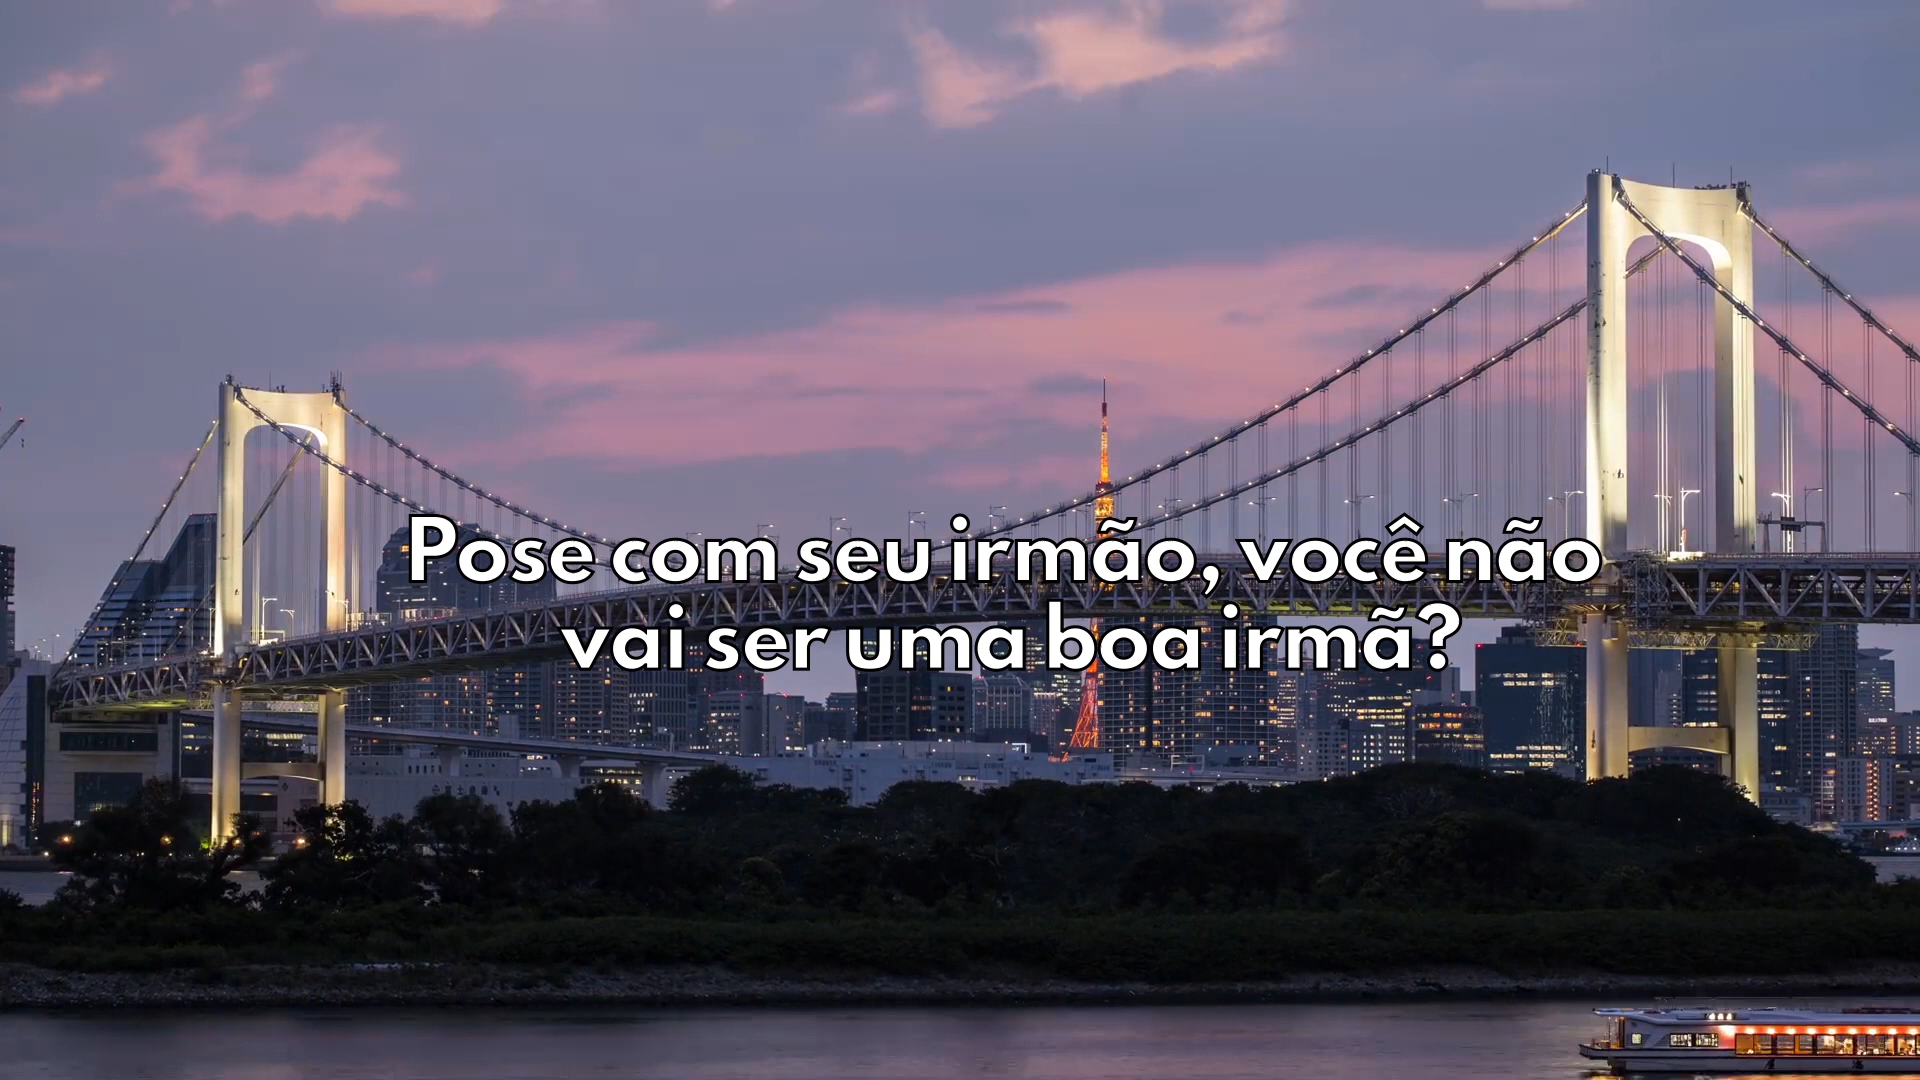 Pose com seu irmão, você não
vai ser uma boa irmã?